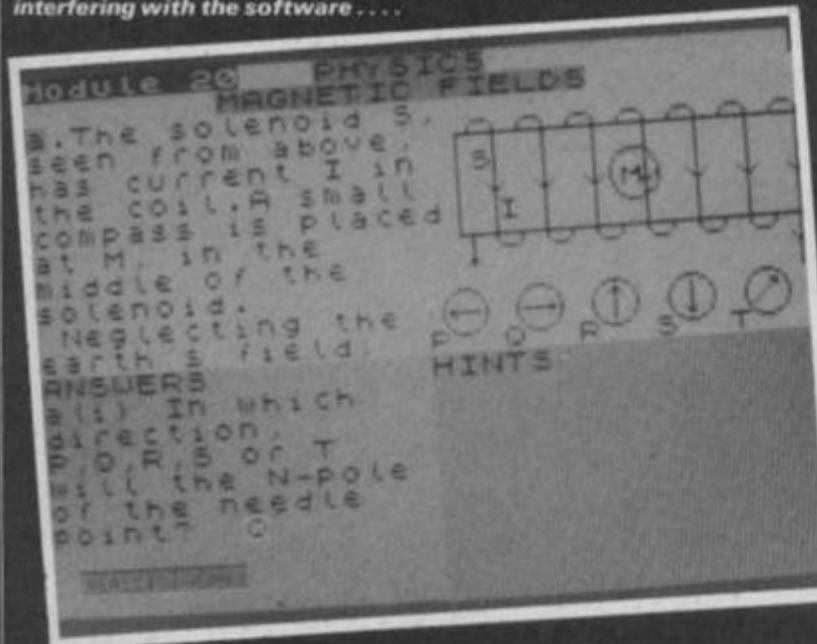 interfering with the software ....
Module 20 PHYSICS
MAGNETIC FIELDS
a.The solenoid S,
seen from above,
has current I in
the coil.A small
compass is placed
at M, in the
middle of the
solenoid.
Neglecting the
earth s field,
S
I
M
P Q R S T
ANSWERS
a(i) In which
direction,
P,Q,R,S or T
will the N-pole
of the needle
point?
HINTS